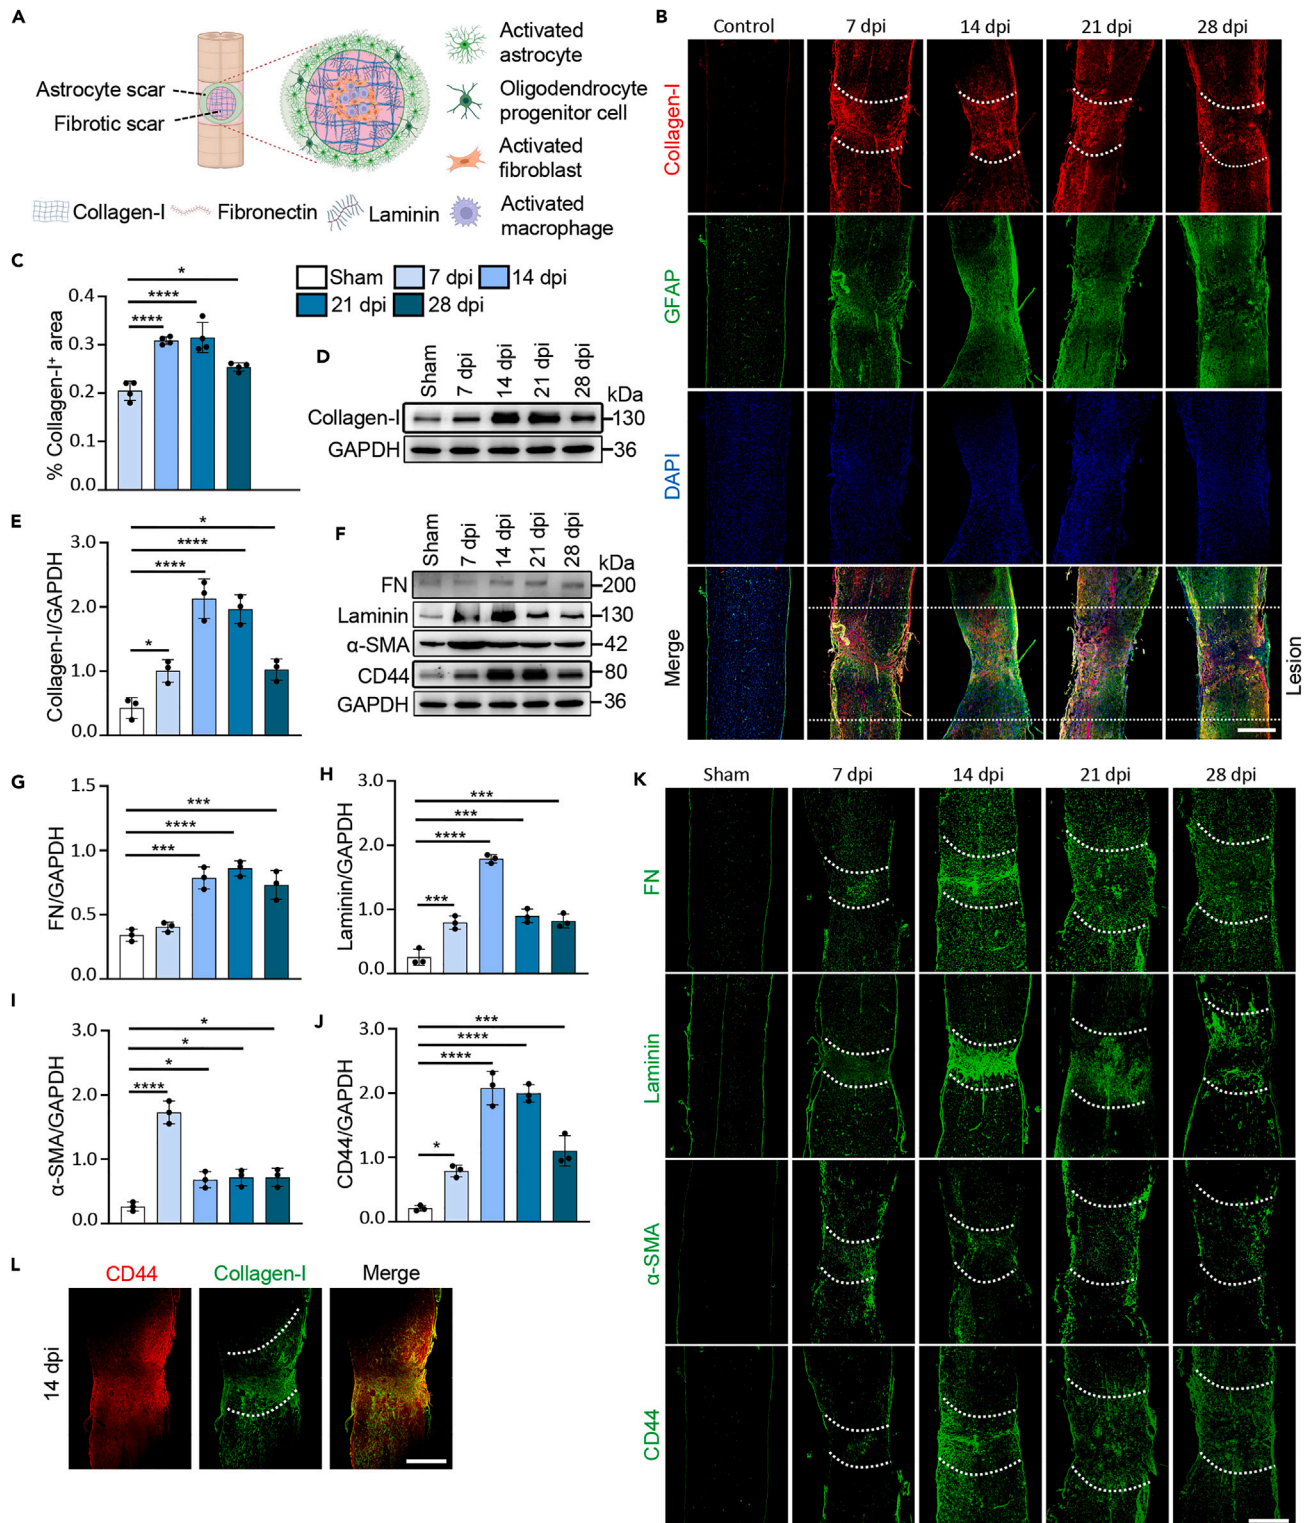 A
Astrocyte scar
Fibrotic scar
Activated
astrocyte
Oligodendrocyte
progenitor cell
Activated
fibroblast
Activated
macrophage
Collagen-I
Fibronectin
Laminin
B
Control
7 dpi
14 dpi
21 dpi
28 dpi
Collagen-I
GFAP
DAPI
Merge
Lesion
C
% Collagen-I⁺ area
0.4
0.3
0.2
0.1
0.0
****
****
*
Sham
7 dpi
14 dpi
21 dpi
28 dpi
D
Sham
7 dpi
14 dpi
21 dpi
28 dpi
kDa
Collagen-I
130
GAPDH
36
E
Collagen-I/GAPDH
3.0
2.0
1.0
0.0
*
****
****
*
F
Sham
7 dpi
14 dpi
21 dpi
28 dpi
kDa
FN
200
Laminin
130
α-SMA
42
CD44
80
GAPDH
36
G
FN/GAPDH
1.5
1.0
0.5
0.0
***
****
***
H
Laminin/GAPDH
3.0
2.0
1.0
0.0
***
***
****
***
I
α-SMA/GAPDH
3.0
2.0
1.0
0.0
*
*
*
****
J
CD44/GAPDH
3.0
2.0
1.0
0.0
***
****
****
*
K
Sham
7 dpi
14 dpi
21 dpi
28 dpi
FN
Laminin
α-SMA
CD44
L
CD44
Collagen-I
Merge
14 dpi